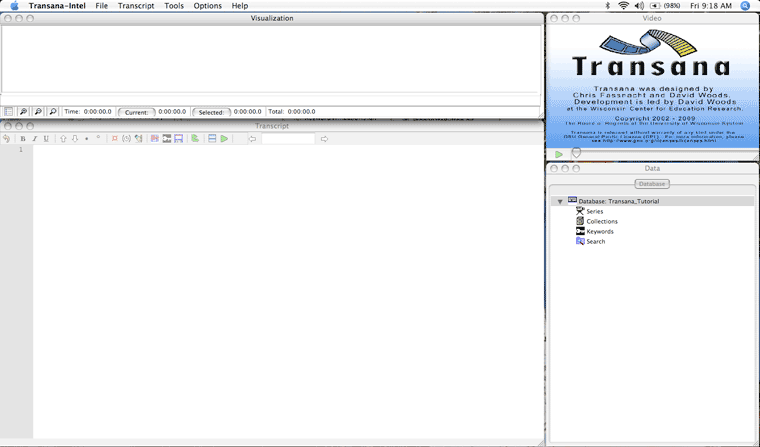 Transana-Intel File Transcript Tools Options Help (98%) Fri 9:18 AM
Visualization
Time: 0:00:00.0 Current: 0:00:00.0 Selected: 0:00:00.0 Total: 0:00:00.0
Transcript
B I U
1
Video
Transana
Transana was designed by
Chris Fassnacht and David Woods.
Development is led by David Woods
at the Wisconsin Center for Education Research.
Copyright 2002 - 2009
The Board of Regents of the University of Wisconsin System
Transana is released without warranty of any kind under the
GNU General Public License (GPL). For more information, please
see http://www.gnu.org/licenses/licenses.html
Data
Database
Database: Transana_Tutorial
Series
Collections
Keywords
Search